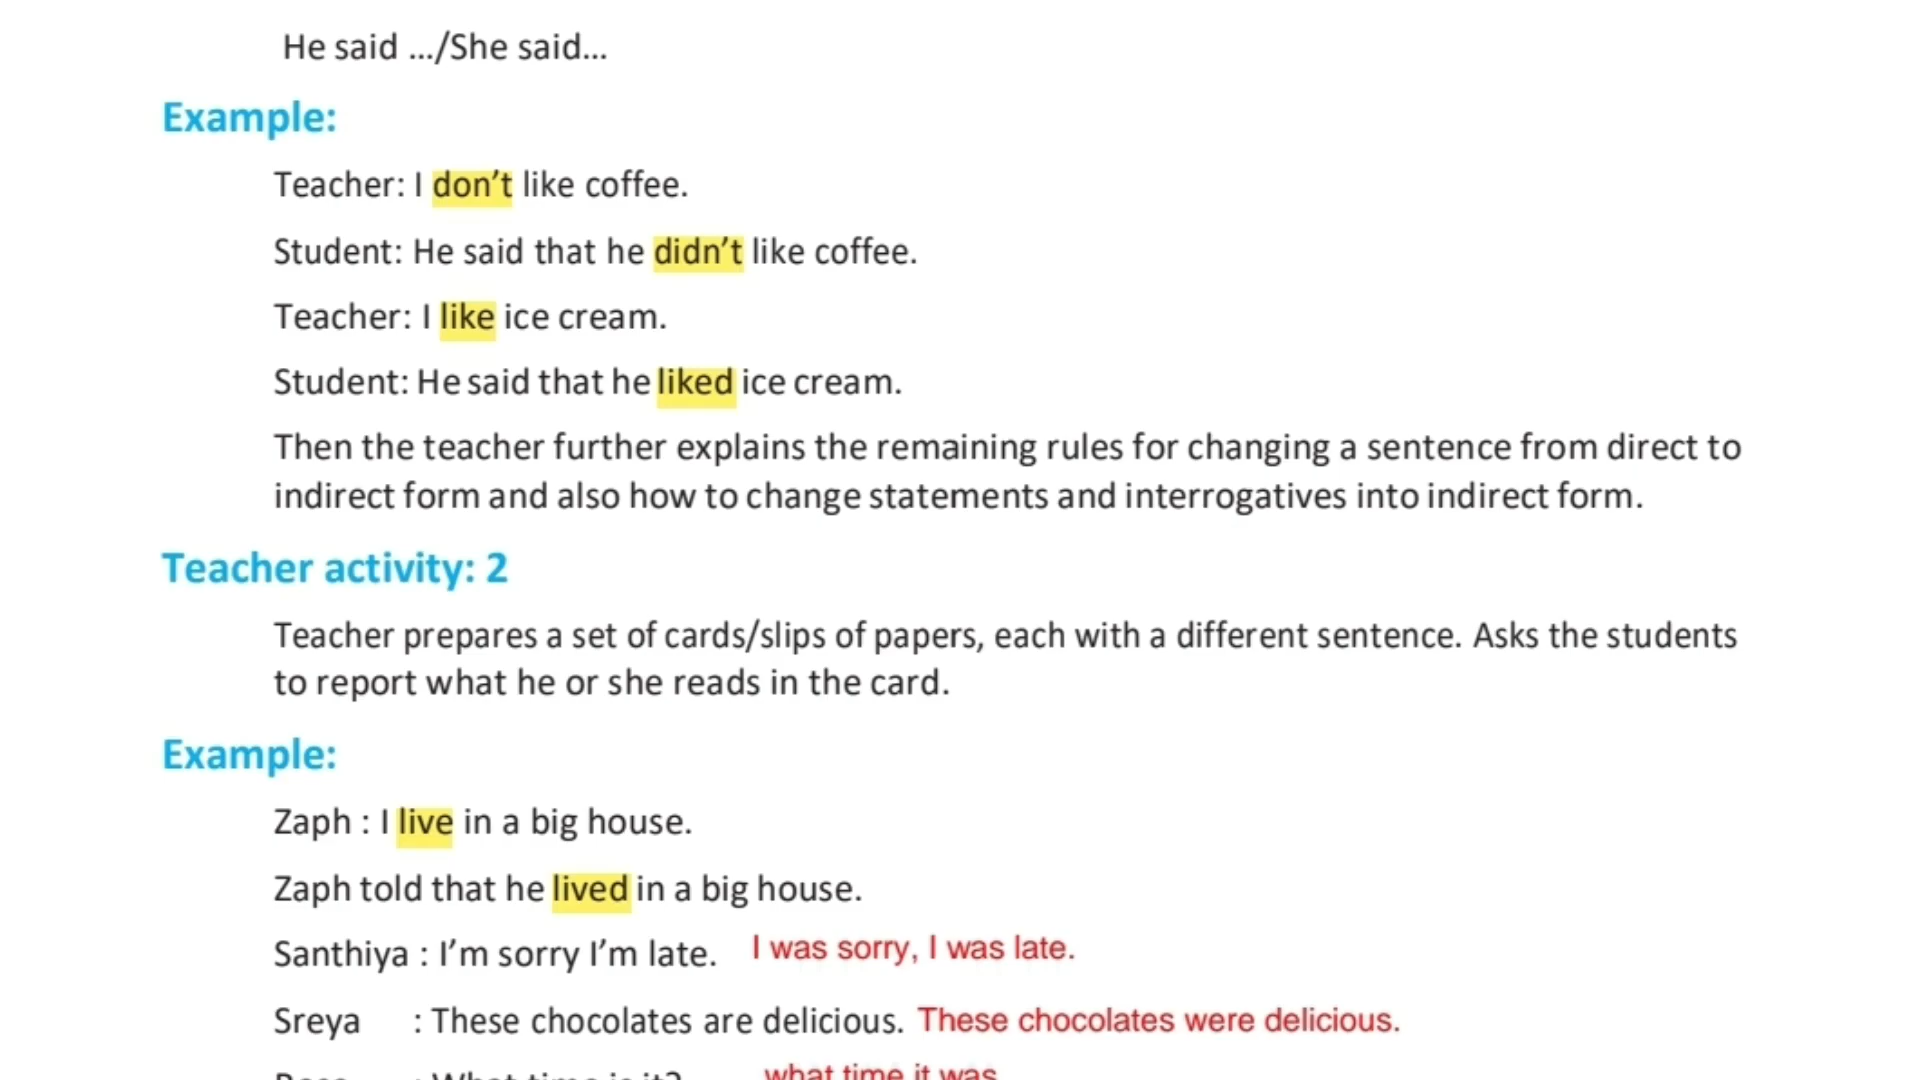 He said .../She said...
Example:
Teacher: I don't like coffee.
Student: He said that he didn't like coffee.
Teacher: I like ice cream.
Student: He said that he liked ice cream.
Then the teacher further explains the remaining rules for changing a sentence from direct to
indirect form and also how to change statements and interrogatives into indirect form.
Teacher activity: 2
Teacher prepares a set of cards/slips of papers, each with a different sentence. Asks the students
to report what he or she reads in the card.
Example:
Zaph : I live in a big house.
Zaph told that he lived in a big house.
Santhiya : I'm sorry I'm late. I was sorry, I was late.
Sreya : These chocolates are delicious. These chocolates were delicious.
: What time is it? what time it was